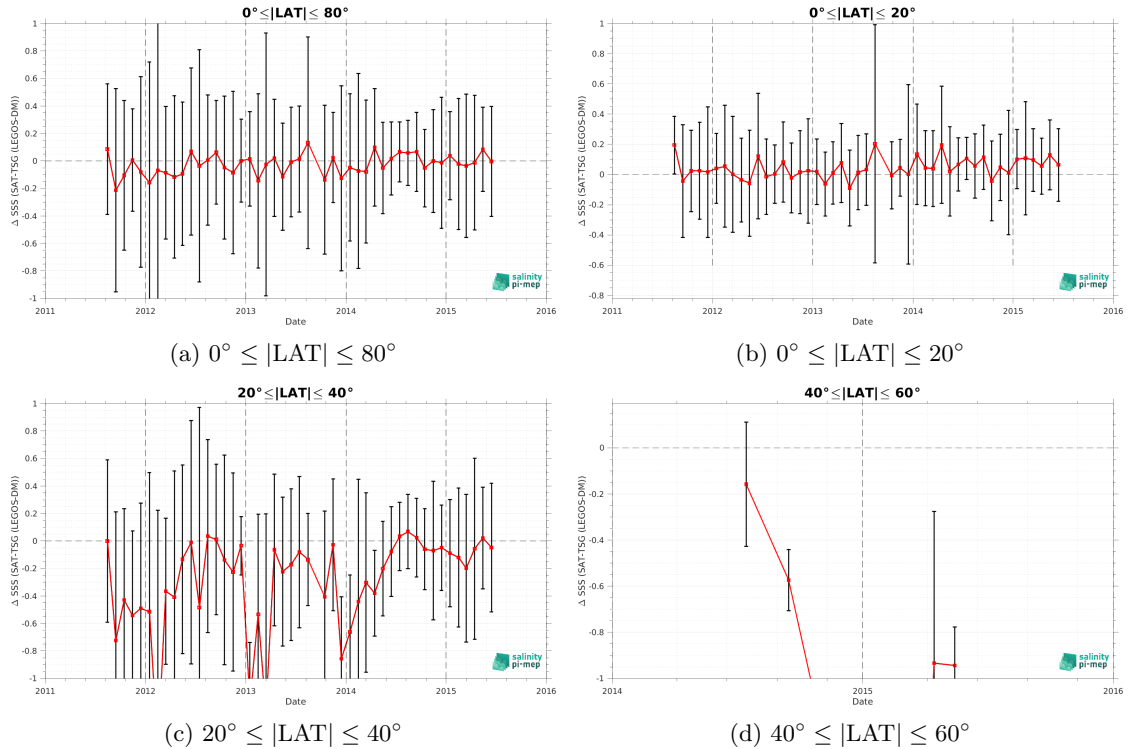 0°≤|LAT|≤ 80°
Δ SSS (SAT-TSG (LEGOS-DM))
1
0.8
0.6
0.4
0.2
0
-0.2
-0.4
-0.6
-0.8
-1
2011 2012 2013 2014 2015 2016
Date
salinity
pi-mep
(a) 0° ≤ |LAT| ≤ 80°
0°≤|LAT|≤ 20°
Δ SSS (SAT-TSG (LEGOS-DM))
1
0.8
0.6
0.4
0.2
0
-0.2
-0.4
-0.6
-0.8
2011 2012 2013 2014 2015 2016
Date
salinity
pi-mep
(b) 0° ≤ |LAT| ≤ 20°
20°≤|LAT|≤ 40°
Δ SSS (SAT-TSG (LEGOS-DM))
1
0.8
0.6
0.4
0.2
0
-0.2
-0.4
-0.6
-0.8
-1
2011 2012 2013 2014 2015 2016
Date
salinity
pi-mep
(c) 20° ≤ |LAT| ≤ 40°
40°≤|LAT|≤ 60°
Δ SSS (SAT-TSG (LEGOS-DM))
0
-0.2
-0.4
-0.6
-0.8
-1
2014 2015 2016
Date
salinity
pi-mep
(d) 40° ≤ |LAT| ≤ 60°